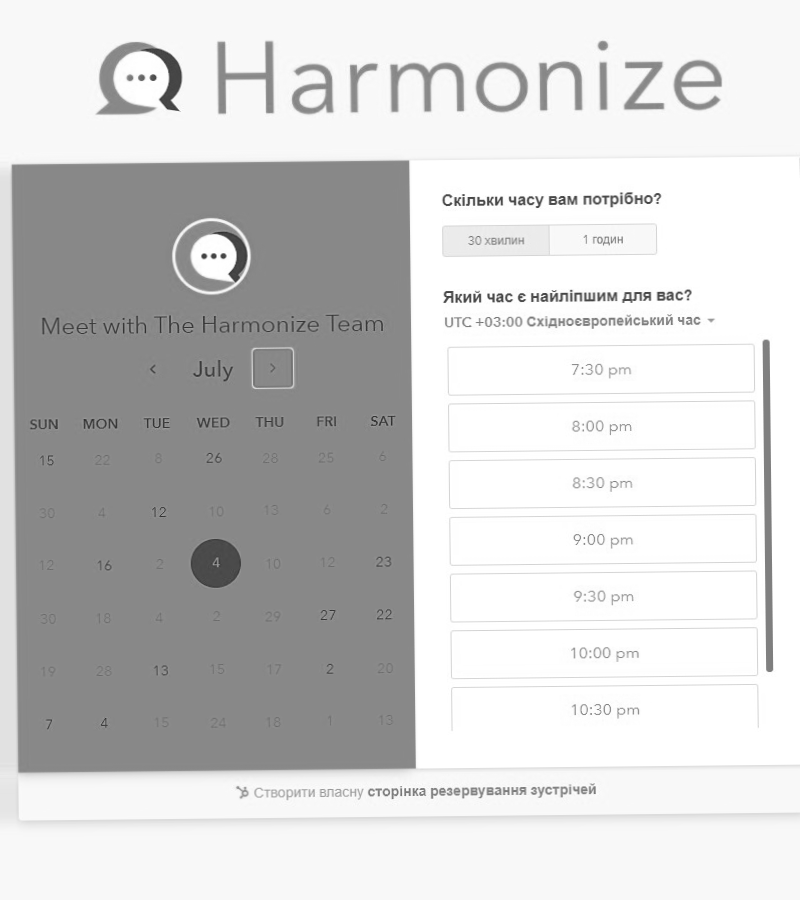 Harmonize
Meet with The Harmonize Team
July
SUN MON TUE WED THU FRI SAT
15 22 8 26 28 25 6
30 4 12 10 13 6 2
12 16 2 4 10 12 23
30 18 4 2 29 27 22
19 28 13 15 17 2 20
7 4 15 24 18 1 13
Скільки часу вам потрібно?
30 хвилин 1 годин
Який час є найліпшим для вас?
UTC +03:00 Східноєвропейський час
7:30 pm
8:00 pm
8:30 pm
9:00 pm
9:30 pm
10:00 pm
10:30 pm
Створити власну сторінка резервування зустрічей